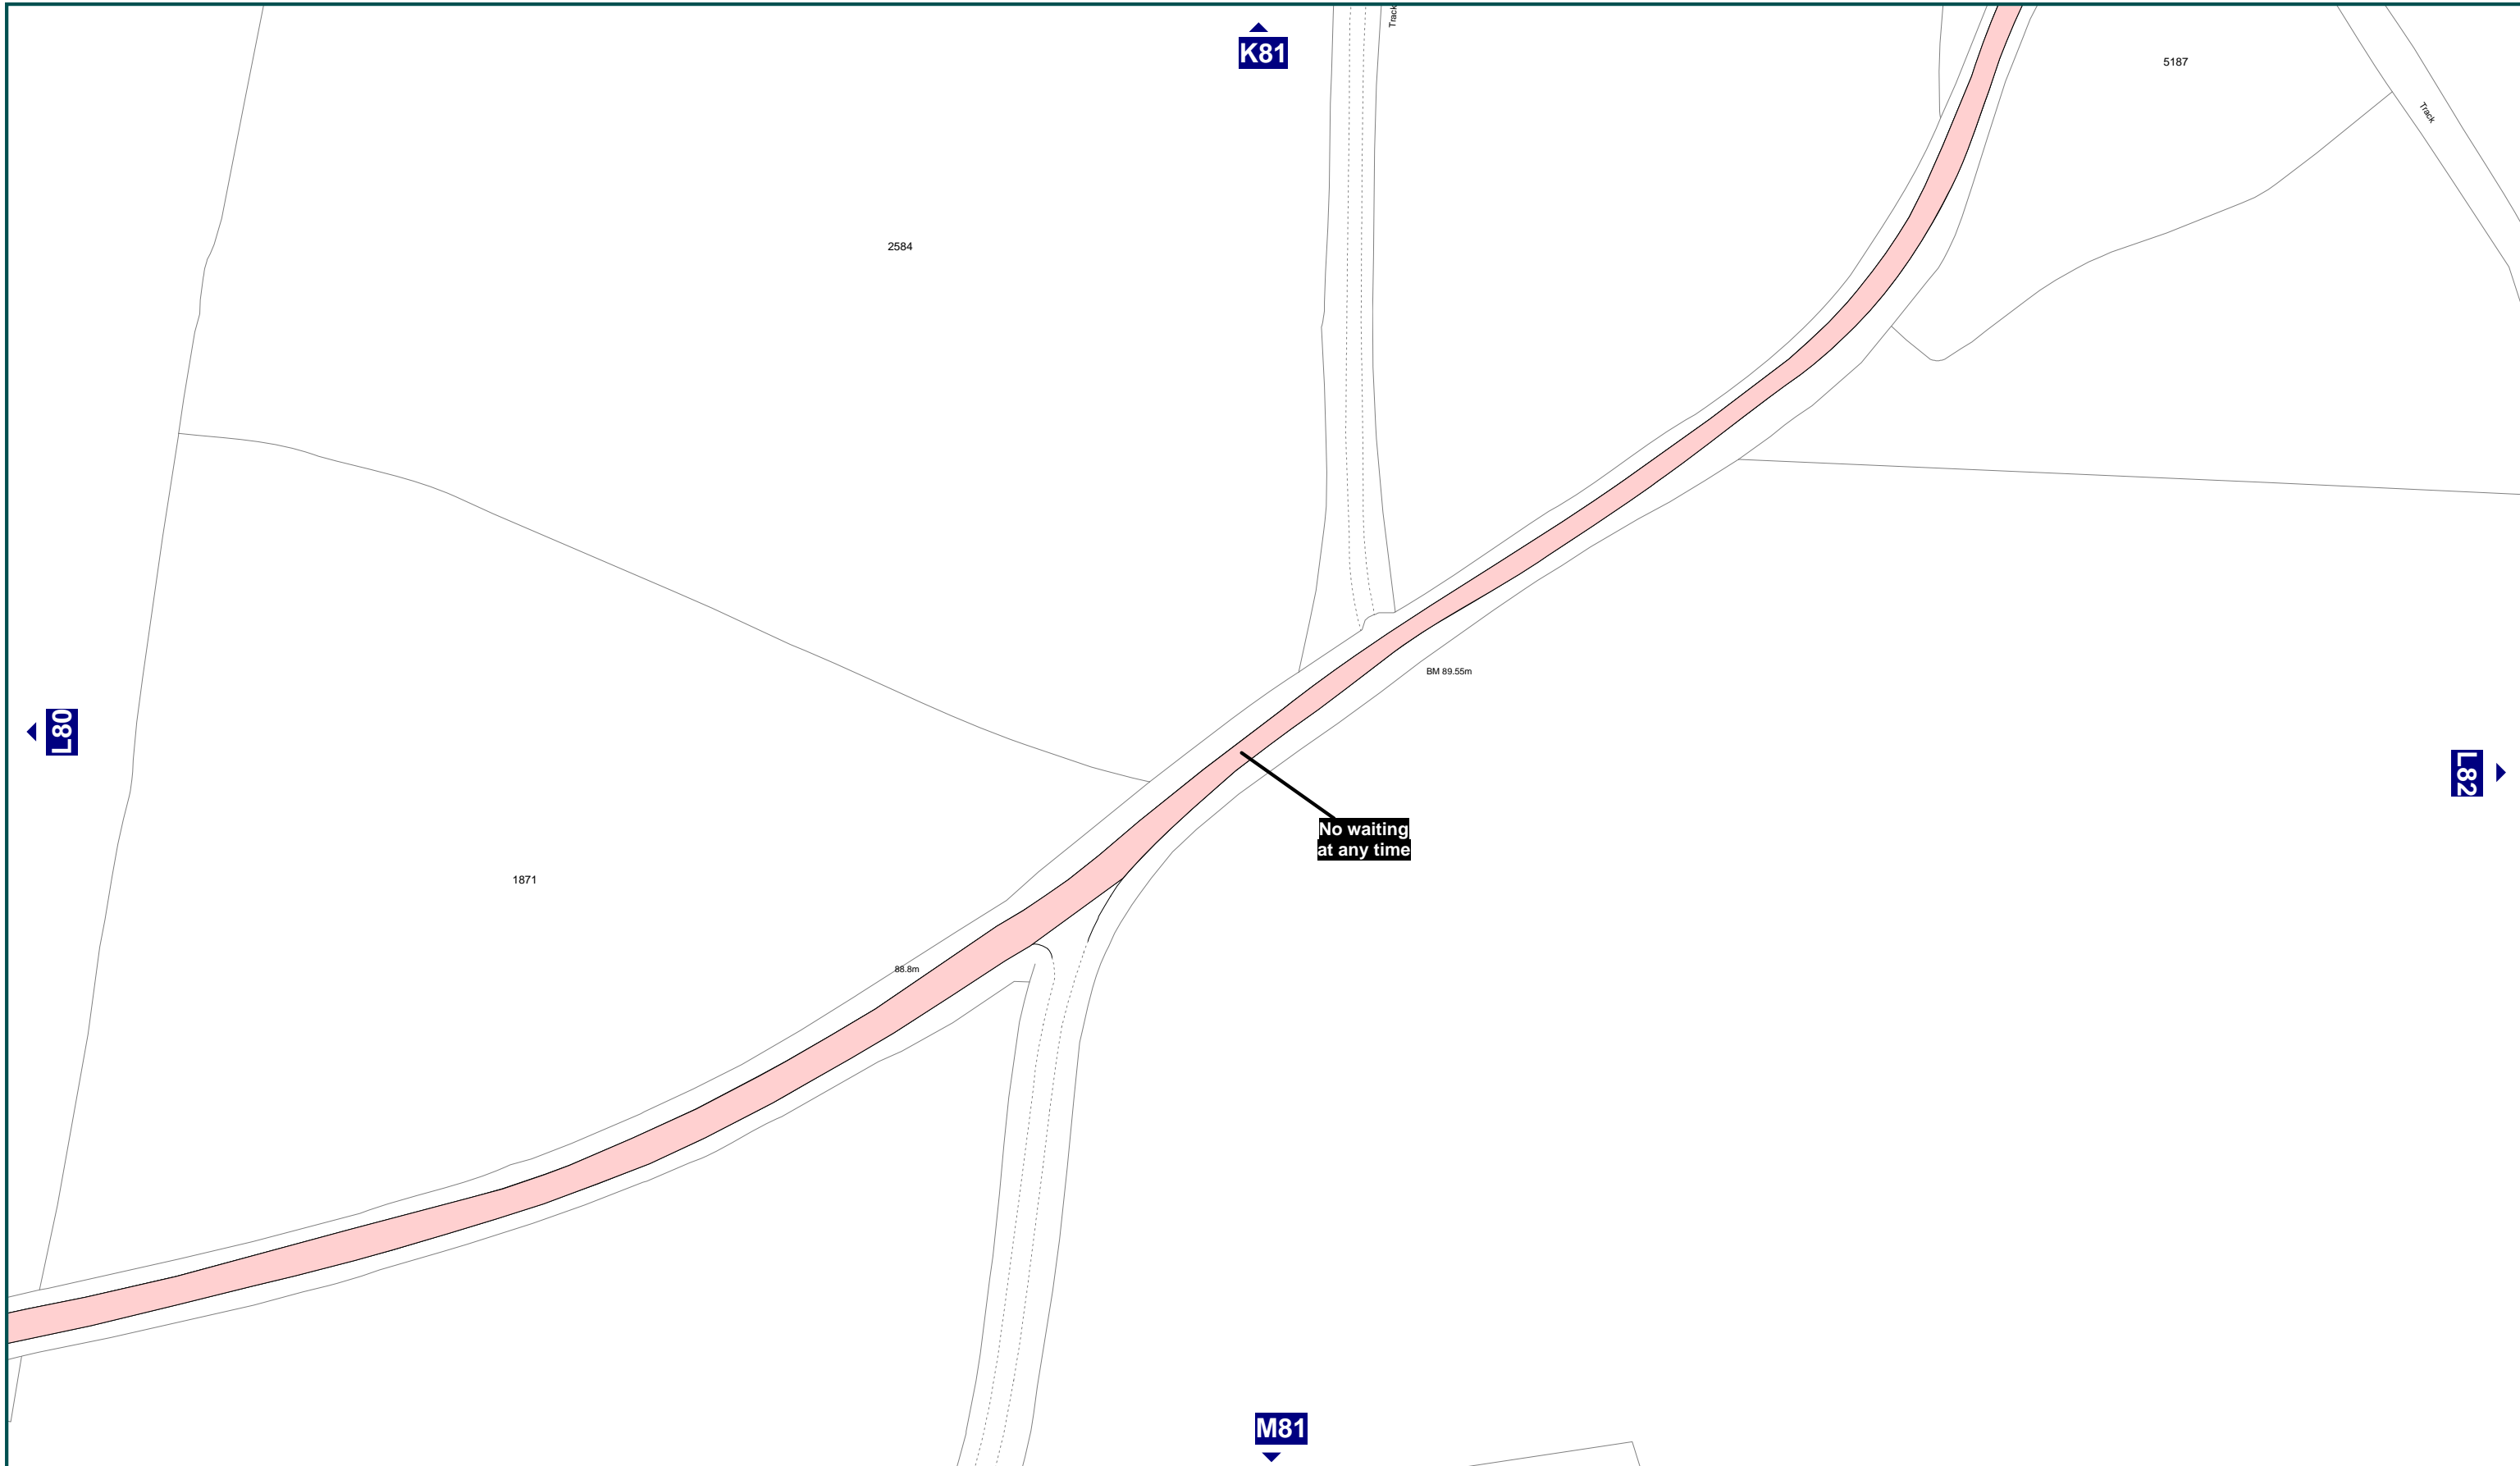 Track
K81
5187
Track
2584
BM 89.55m
L80
L82
No waiting
at any time
1871
88.8m
M81